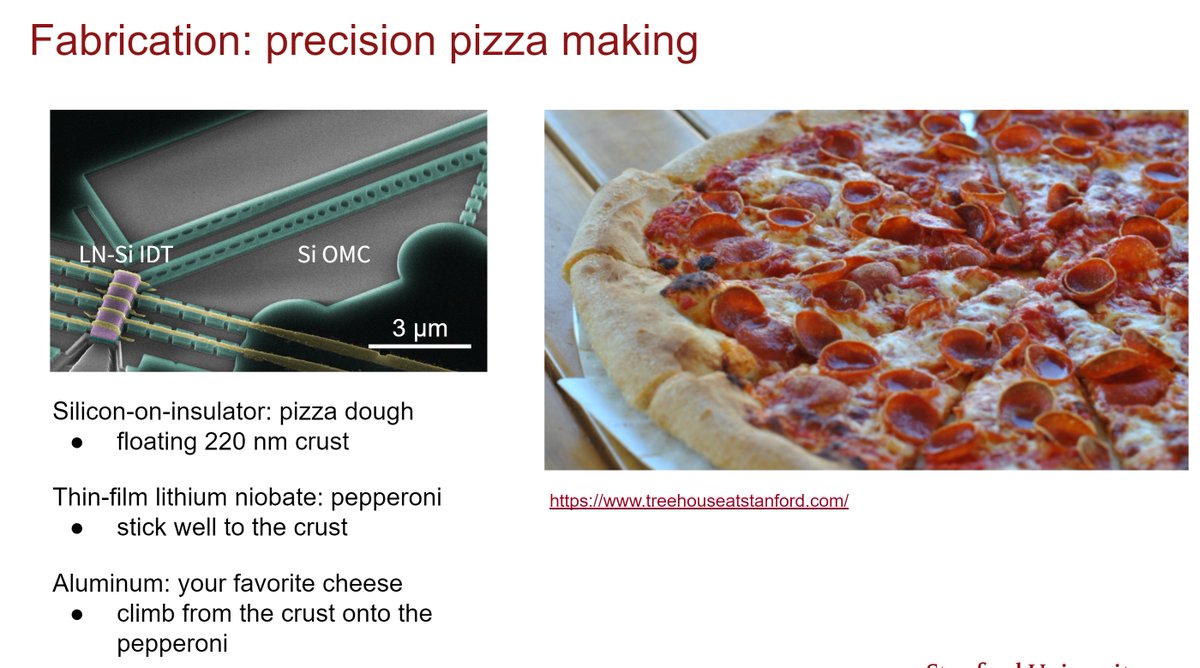 Fabrication: precision pizza making
LN-Si IDT
Si OMC
3 μm
Silicon-on-insulator: pizza dough
● floating 220 nm crust
Thin-film lithium niobate: pepperoni
● stick well to the crust
Aluminum: your favorite cheese
● climb from the crust onto the
pepperoni
https://www.treehouseatstanford.com/